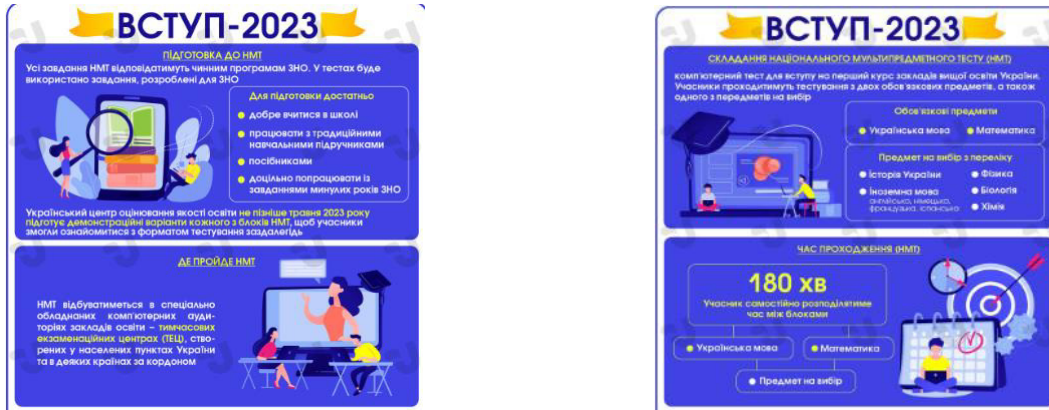 ВСТУП-2023
ПІДГОТОВКА ДО НМТ
Усі завдання НМТ відповідатимуть чинним програмам ЗНО. У тестах буде
використано завдання, розроблені для ЗНО
Для підготовки достатньо
добре вчитися в школі
працювати з традиційними
навчальними підручниками
посібниками
доцільно попрацювати із
завданнями минулих років ЗНО
Український центр оцінювання якості освіти не пізніше травня 2023 року
підготує демонстраційні варіанти кожного з блоків НМТ, щоб учасники
змогли ознайомитися з форматом тестування заздалегідь
ДЕ ПРОЙДЕ НМТ
НМТ відбуватиметься в спеціально
обладнаних комп'ютерних ауди-
торіях закладів освіти – тимчасових
екзаменаційних центрах (ТЕЦ), ство-
рених у населених пунктах України
та в деяких країнах за кордоном
ВСТУП-2023
СКЛАДАННЯ НАЦІОНАЛЬНОГО МУЛЬТИПРЕДМЕТНОГО ТЕСТУ (НМТ)
комп'ютерний тест для вступу на перший курс закладів вищої освіти України.
Учасники проходитимуть тестування з двох обов'язкових предметів, а також
одного з передметів на вибір
Обов'язкові предмети
Українська мова
Математика
Предмет на вибір з переліку
Історія України
Фізика
Іноземна мова
англійська, німецька,
французька, іспанська
Біологія
Хімія
ЧАС ПРОХОДЖЕННЯ (НМТ)
180 хв
Учасник самостійно розподілятиме
час між блоками
Українська мова
Математика
Предмет на вибір